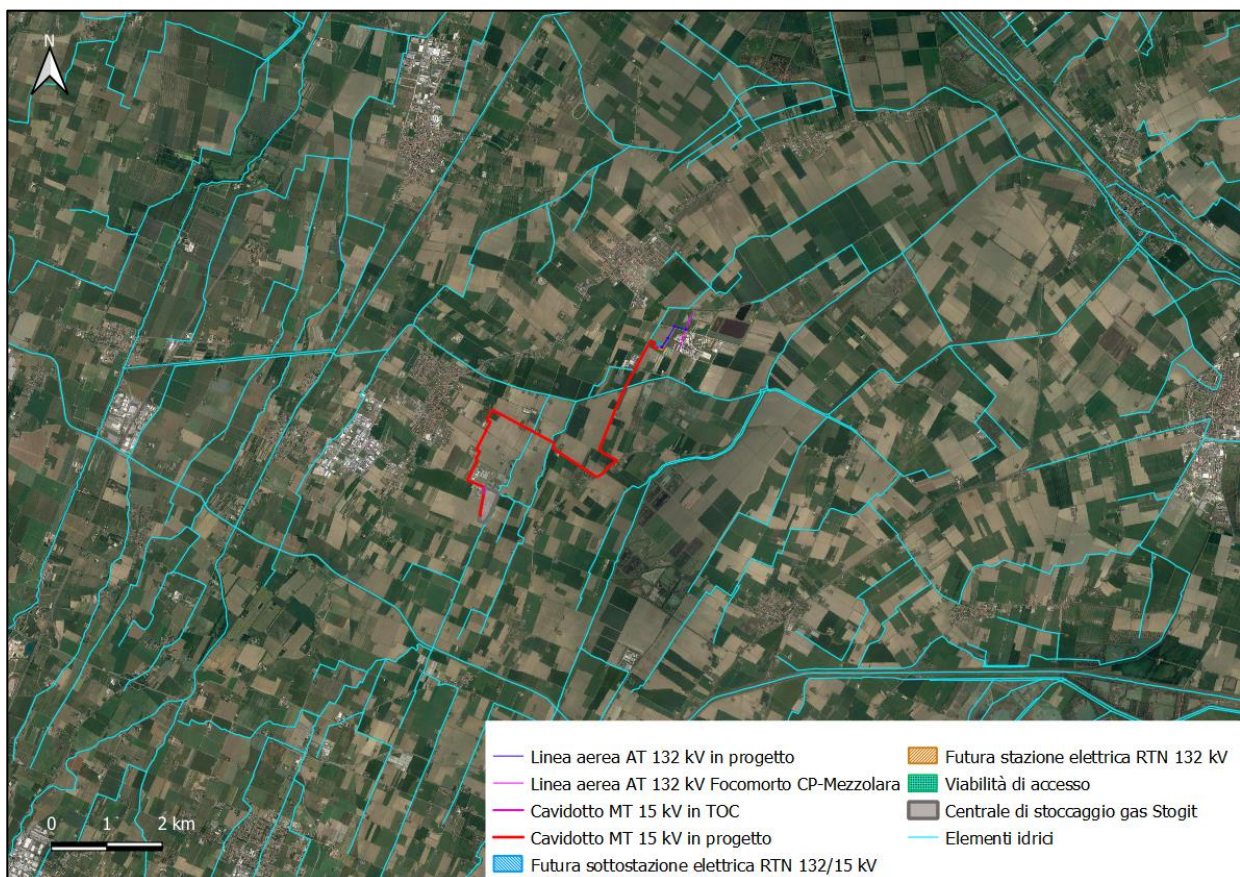 N
Linea aerea AT 132 kV in progetto
Linea aerea AT 132 kV Focomorto CP-Mezzolara
Cavidotto MT 15 kV in TOC
Cavidotto MT 15 kV in progetto
Futura sottostazione elettrica RTN 132/15 kV
Futura stazione elettrica RTN 132 kV
Viabilità di accesso
Centrale di stoccaggio gas Stogit
Elementi idrici
0 1 2 km